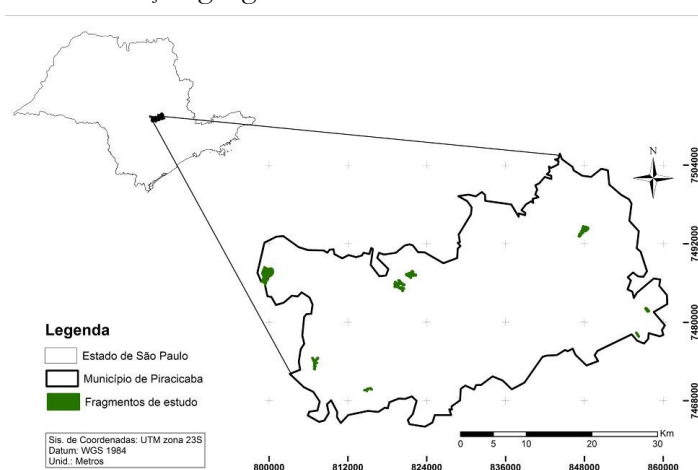 N
7504000
7492000
7480000
7468000
Legenda
Estado de São Paulo
Município de Piracicaba
Fragmentos de estudo
Sis. de Coordenadas: UTM zona 23S
Datum: WGS 1984
Unid.: Metros
Km
0 5 10 20 30
800000 812000 824000 836000 848000 860000